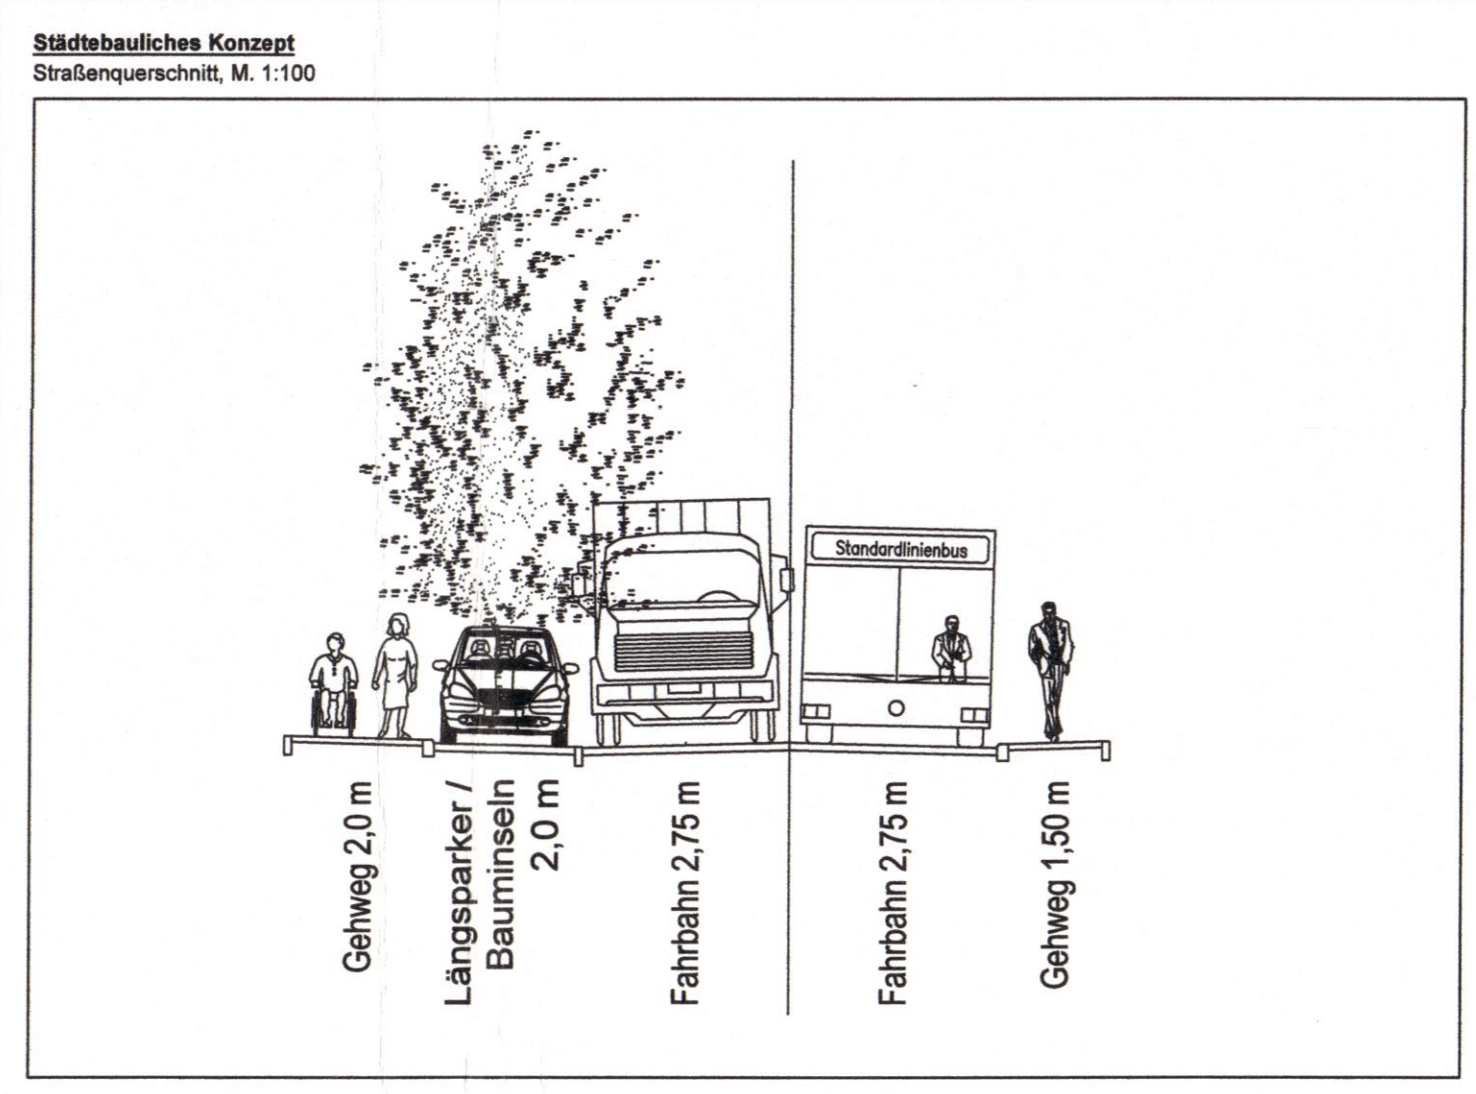 Städtebauliches Konzept
Straßenquerschnitt, M. 1:100
Standardlinienbus
Gehweg 2,0 m
Längsparker /
Bauminseln
2,0 m
Fahrbahn 2,75 m
Fahrbahn 2,75 m
Gehweg 1,50 m